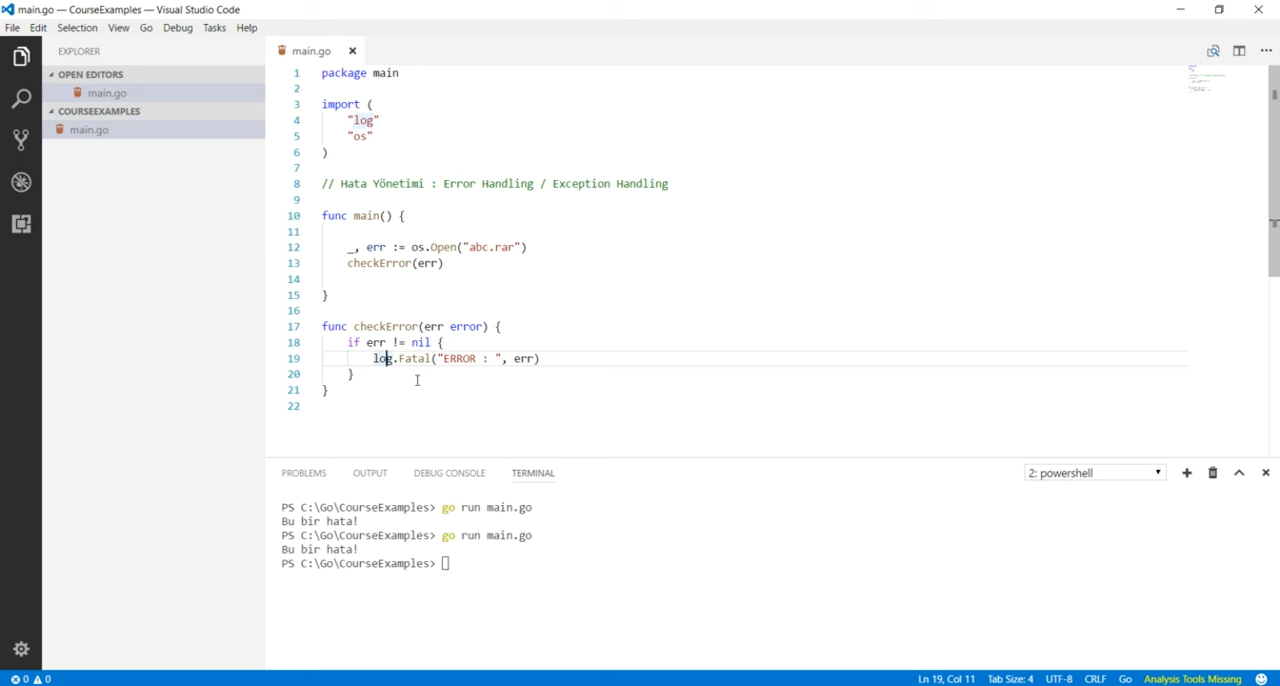 main.go — CourseExamples — Visual Studio Code
File Edit Selection View Go Debug Tasks Help
EXPLORER
OPEN EDITORS
main.go
COURSEEXAMPLES
main.go
main.go
1 package main
2
3 import (
4 "log"
5 "os"
6 )
7
8 // Hata Yönetimi : Error Handling / Exception Handling
9
10 func main() {
11
12 _, err := os.Open("abc.rar")
13 checkError(err)
14
15 }
16
17 func checkError(err error) {
18 if err != nil {
19 log.Fatal("ERROR : ", err)
20 }
21 }
22
PROBLEMS OUTPUT DEBUG CONSOLE TERMINAL 2: powershell
PS C:\Go\CourseExamples> go run main.go
Bu bir hata!
PS C:\Go\CourseExamples> go run main.go
Bu bir hata!
PS C:\Go\CourseExamples>
0 0 Ln 19, Col 11 Tab Size: 4 UTF-8 CRLF Go Analysis Tools Missing